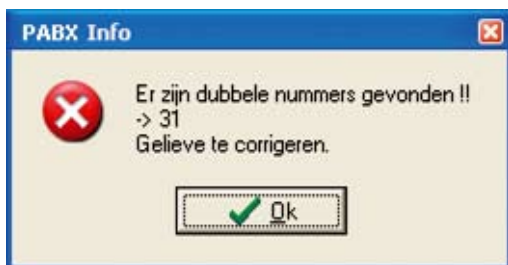 PABX Info
Er zijn dubbele nummers gevonden !!
-> 31
Gelieve te corrigeren.
Ok